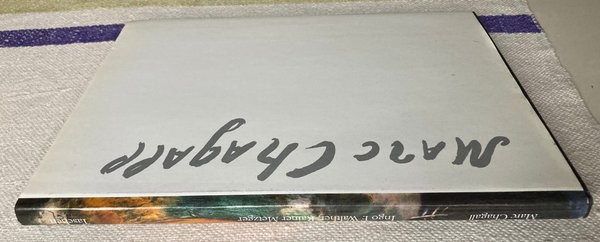 Marc Chagall
Marc Chagall Ingo F. Walther/Rainer Metzger Taschen